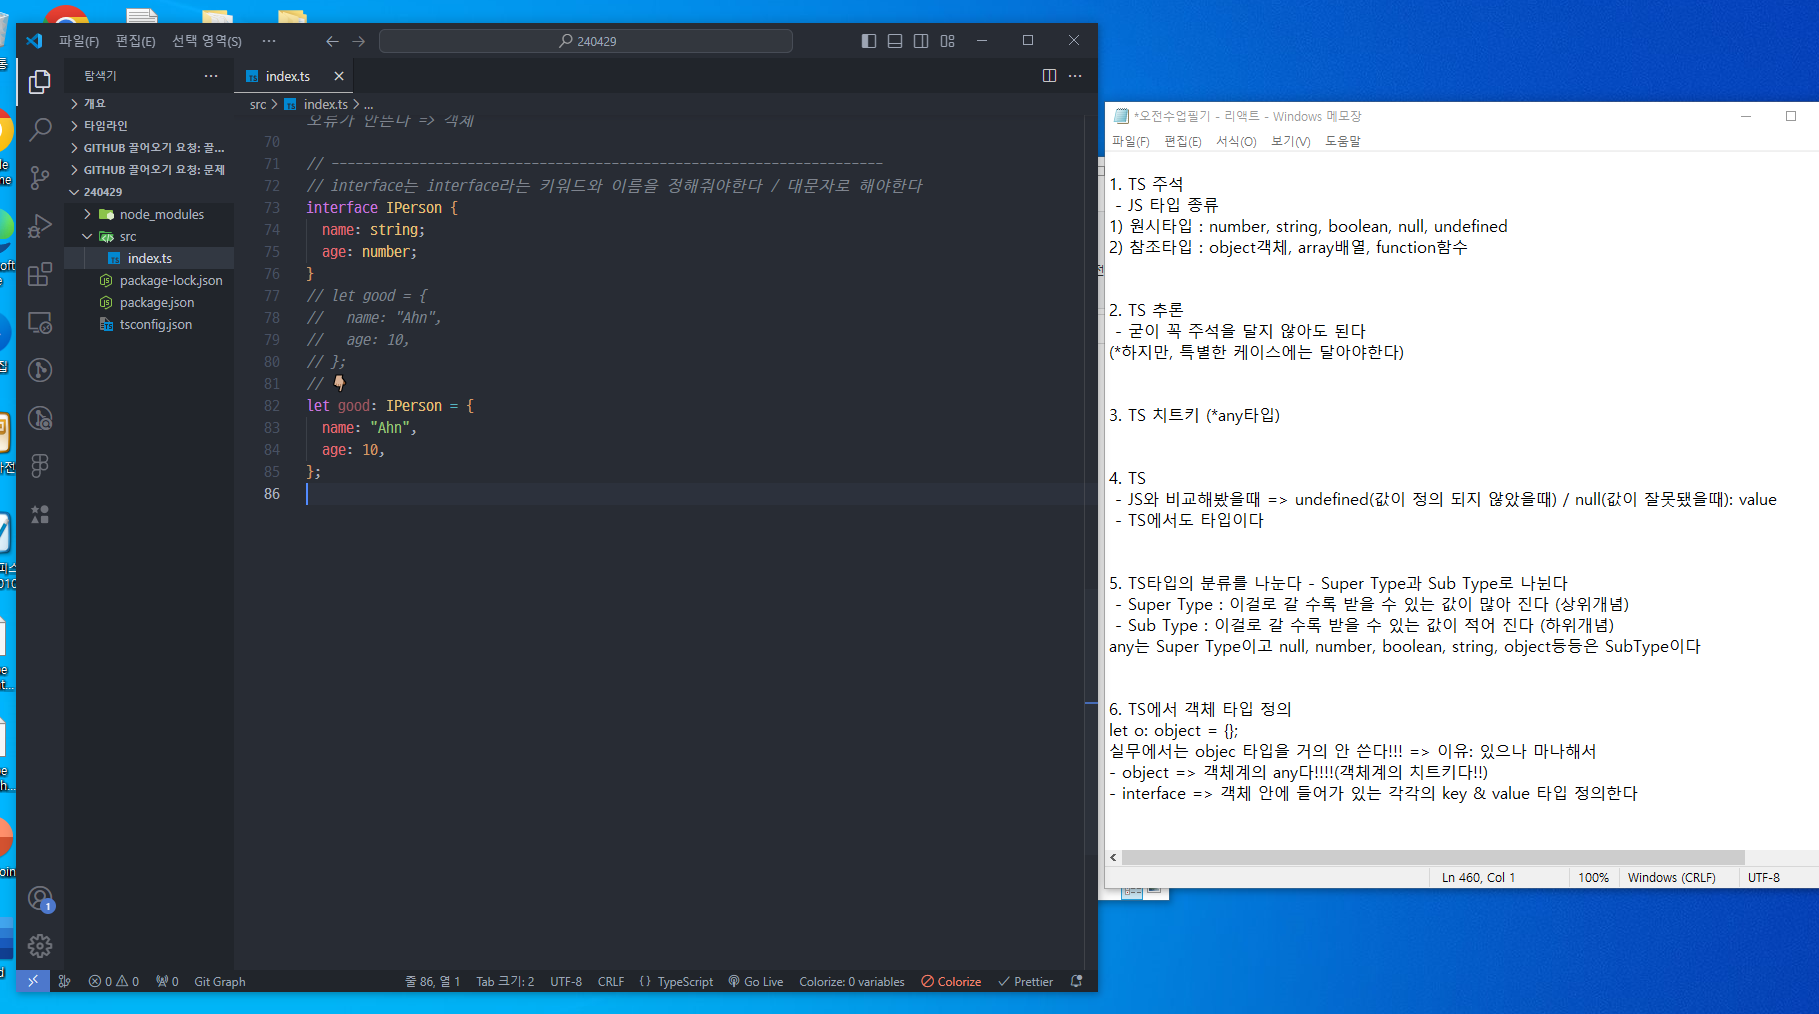 파일(F) 편집(E) 선택 영역(S) ···
240429
탐색기 ···
개요
타임라인
GITHUB 끌어오기 요청: 끌...
GITHUB 끌어오기 요청: 문제
240429
node_modules
src
index.ts
package-lock.json
package.json
tsconfig.json
index.ts
src > index.ts > ...
오류가 안뜬다 => 객체
70
71 // ---------------------------------------------------------------------
72 // interface는 interface라는 키워드와 이름을 정해줘야한다 / 대문자로 해야한다
73 interface IPerson {
74 name: string;
75 age: number;
76 }
77 // let good = {
78 //   name: "Ahn",
79 //   age: 10,
80 // };
81 // 👇
82 let good: IPerson = {
83 name: "Ahn",
84 age: 10,
85 };
86
1
0 0 0 Git Graph 줄 86, 열 1 Tab 크기: 2 UTF-8 CRLF {} TypeScript Go Live Colorize: 0 variables Colorize Prettier
*오전수업필기 - 리액트 - Windows 메모장
파일(F) 편집(E) 서식(O) 보기(V) 도움말
1. TS 주석
- JS 타입 종류
1) 원시타입 : number, string, boolean, null, undefined
2) 참조타입 : object객체, array배열, function함수
2. TS 추론
- 굳이 꼭 주석을 달지 않아도 된다
(*하지만, 특별한 케이스에는 달아야한다)
3. TS 치트키 (*any타입)
4. TS
- JS와 비교해봤을때 => undefined(값이 정의 되지 않았을때) / null(값이 잘못됐을때): value
- TS에서도 타입이다
5. TS타입의 분류를 나눈다 - Super Type과 Sub Type로 나뉜다
- Super Type : 이걸로 갈 수록 받을 수 있는 값이 많아 진다 (상위개념)
- Sub Type : 이걸로 갈 수록 받을 수 있는 값이 적어 진다 (하위개념)
any는 Super Type이고 null, number, boolean, string, object등등은 SubType이다
6. TS에서 객체 타입 정의
let o: object = {};
실무에서는 objec 타입을 거의 안 쓴다!!! => 이유: 있으나 마나해서
- object => 객체계의 any다!!!!(객체계의 치트키다!!)
- interface => 객체 안에 들어가 있는 각각의 key & value 타입 정의한다
Ln 460, Col 1 100% Windows (CRLF) UTF-8